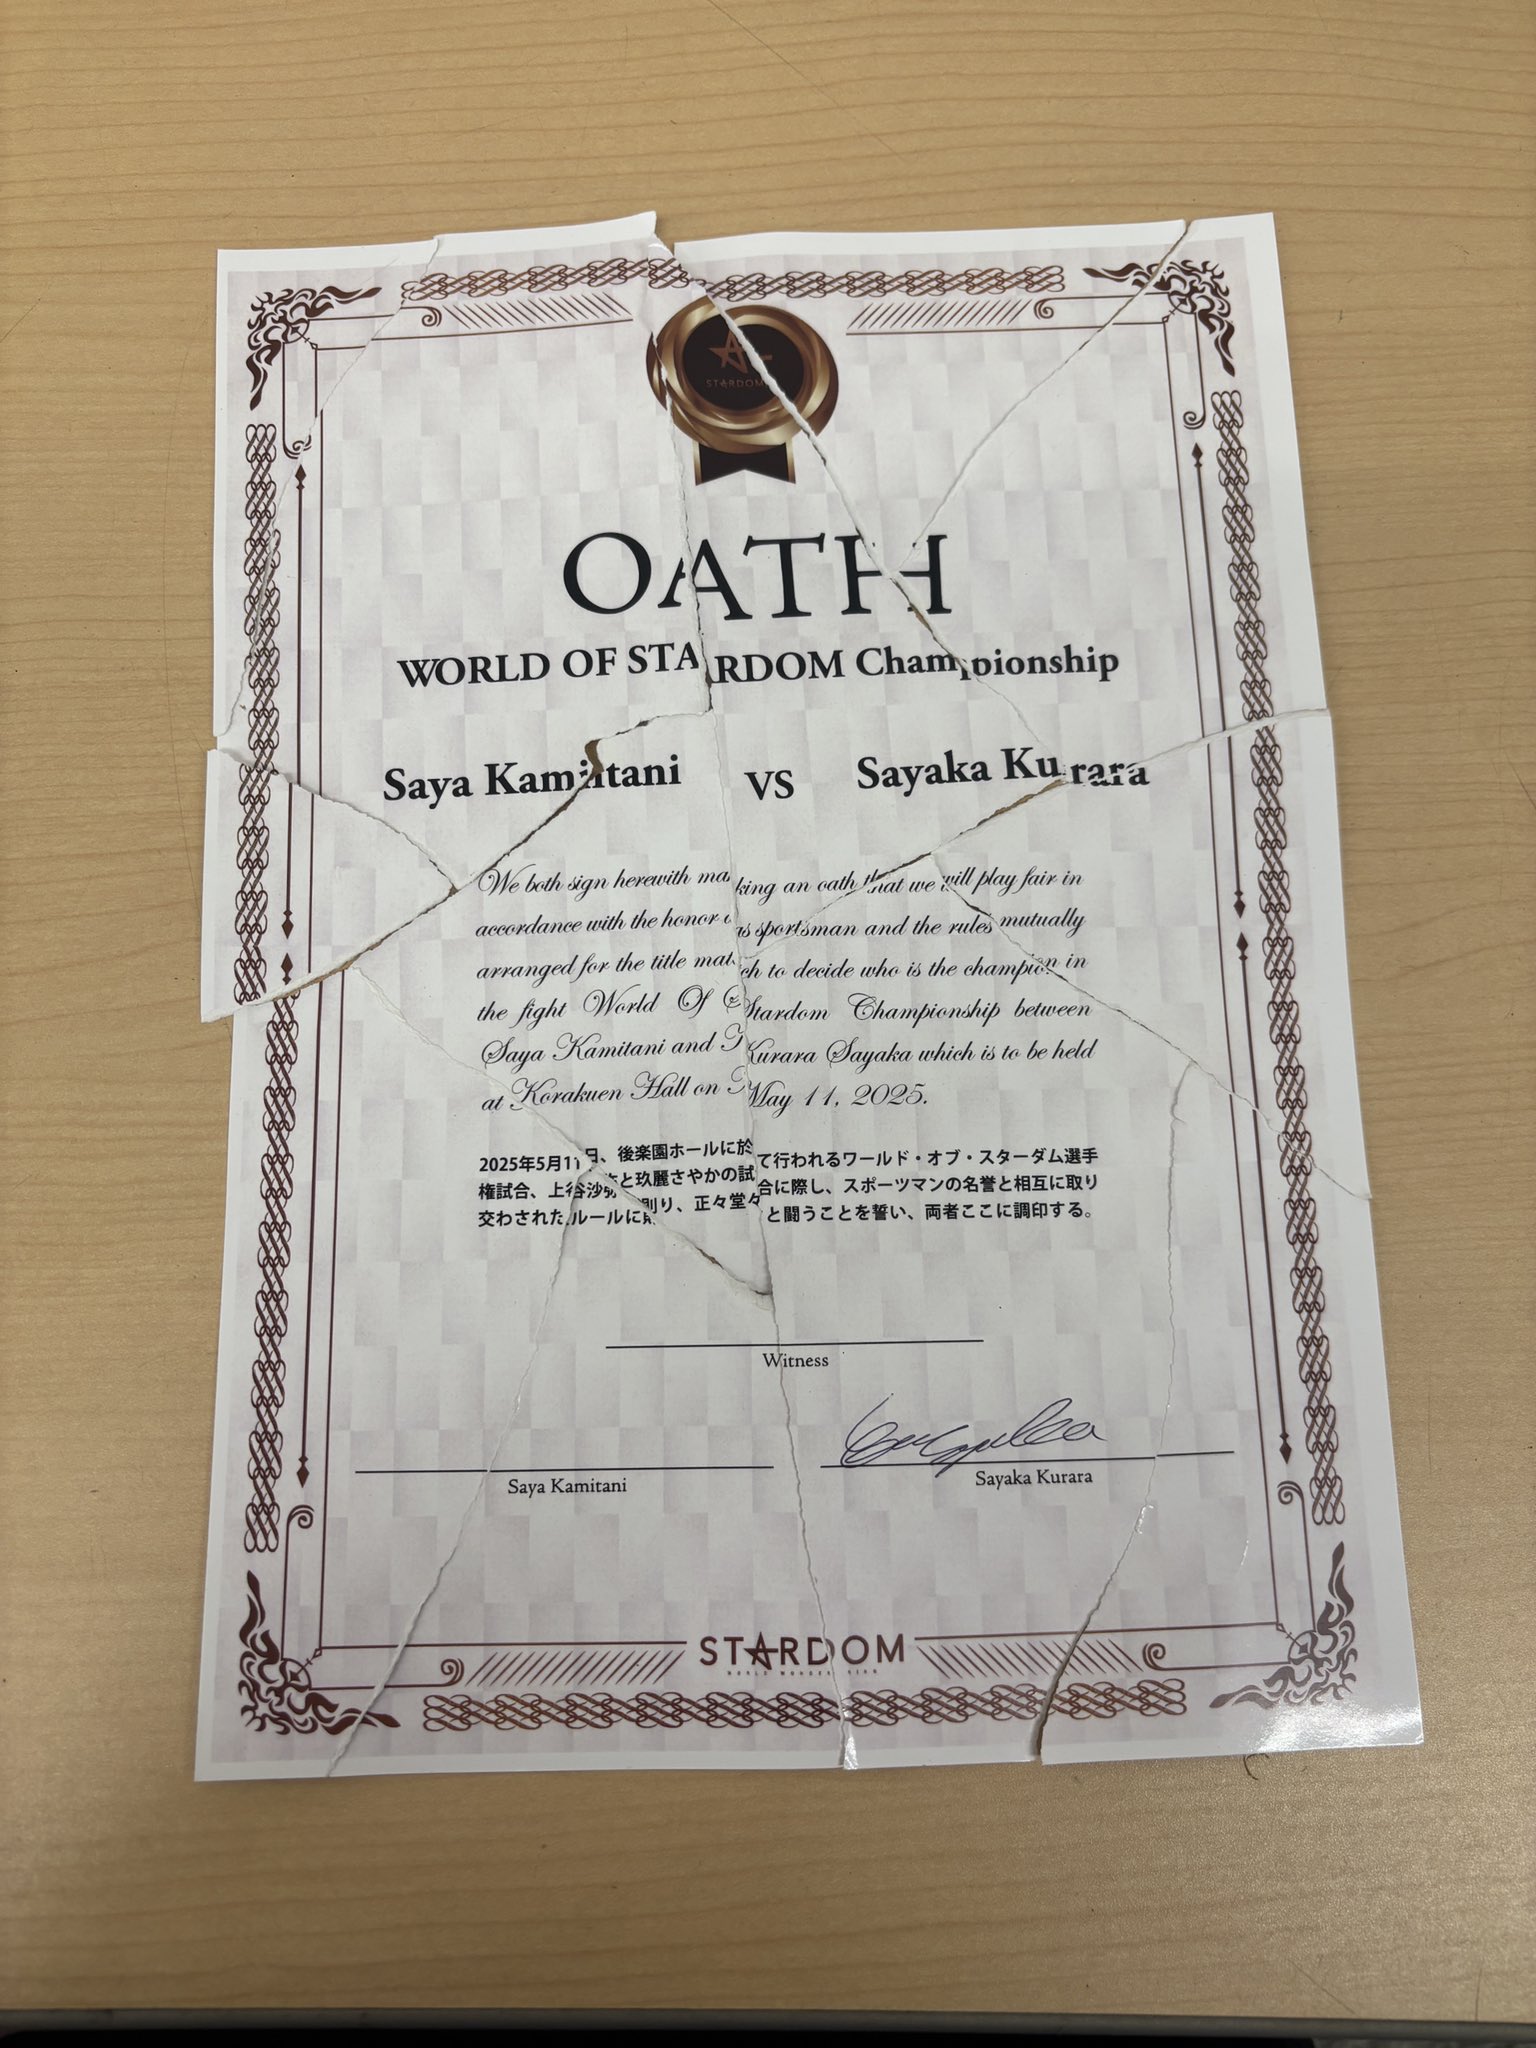 STARDOM
OATH
WORLD OF STARDOM Championship
Saya Kamitani VS Sayaka Kurara
We both sign herewith making an oath that we will play fair in
accordance with the honor as sportsman and the rules mutually
arranged for the title match to decide who is the champion in
the fight World Of Stardom Championship between
Saya Kamitani and Kurara Sayaka which is to be held
at Korakuen Hall on May 11, 2025.
2025年5月11日、後楽園ホールに於て行われるワールド・オブ・スターダム選手
権試合、上谷沙弥と玖麗さやかの試合に際し、スポーツマンの名誉と相互に取り
交わされたルールに則り、正々堂々と闘うことを誓い、両者ここに調印する。
Witness
Saya Kamitani
Sayaka Kurara
STARDOM
WORLD WONDER RING